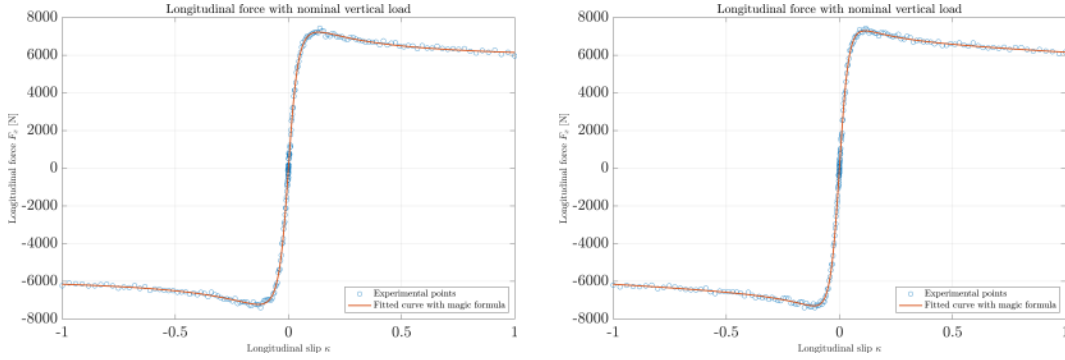 Longitudinal force with nominal vertical load
8000
6000
4000
2000
0
-2000
-4000
-6000
-8000
Longitudinal force Fₓ [N]
-1
-0.5
0
0.5
1
Longitudinal slip κ
Experimental points
Fitted curve with magic formula
Longitudinal force with nominal vertical load
8000
6000
4000
2000
0
-2000
-4000
-6000
-8000
Longitudinal force Fₓ [N]
-1
-0.5
0
0.5
1
Longitudinal slip κ
Experimental points
Fitted curve with magic formula